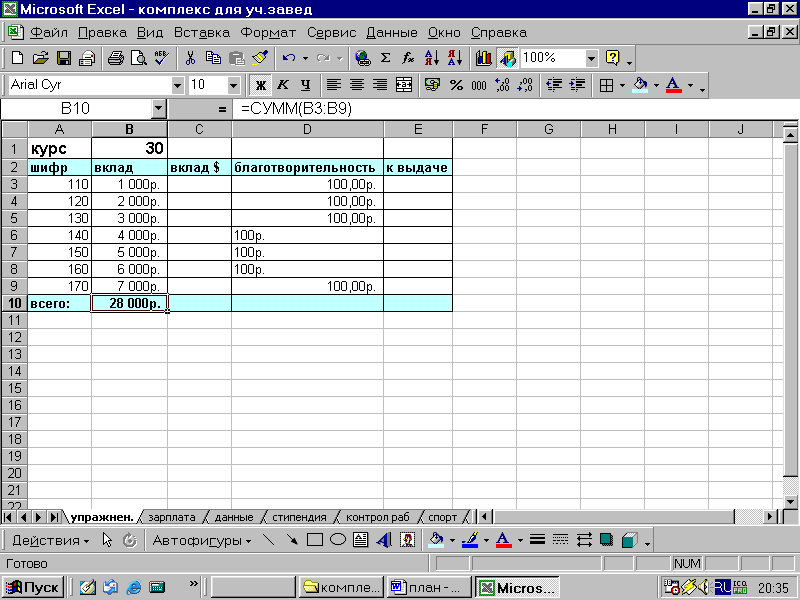 Microsoft Excel - комплекс для уч.завед
Файл Правка Вид Вставка Формат Сервис Данные Окно Справка
100%
Arial Cyr 10 Ж К Ч % 000
B10 = =СУММ(B3:B9)
A B C D E F G H I J
1 курс 30
2 шифр вклад вклад $ благотворительность к выдаче
3 110 1 000р. 100,00р.
4 120 2 000р. 100,00р.
5 130 3 000р. 100,00р.
6 140 4 000р. 100р.
7 150 5 000р. 100р.
8 160 6 000р. 100р.
9 170 7 000р. 100,00р.
10 всего: 28 000р.
11
12
13
14
15
16
17
18
19
20
21
22
упражнен. зарплата данные стипендия контрол раб спорт
Действия Автофигуры
Готово NUM
Пуск » компле... план - ... Micros... RU 20:35